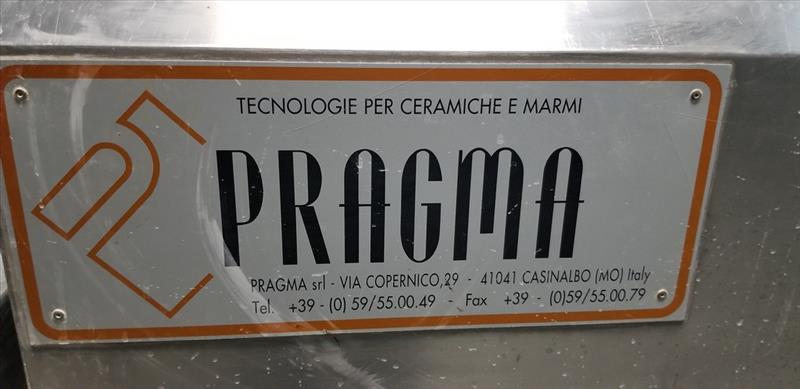 TECNOLOGIE PER CERAMICHE E MARMI
PRAGMA
PRAGMA srl - VIA COPERNICO,29 - 41041 CASINALBO (MO) Italy
Tel. +39 - (0) 59/55.00.49 - Fax +39 - (0)59/55.00.79